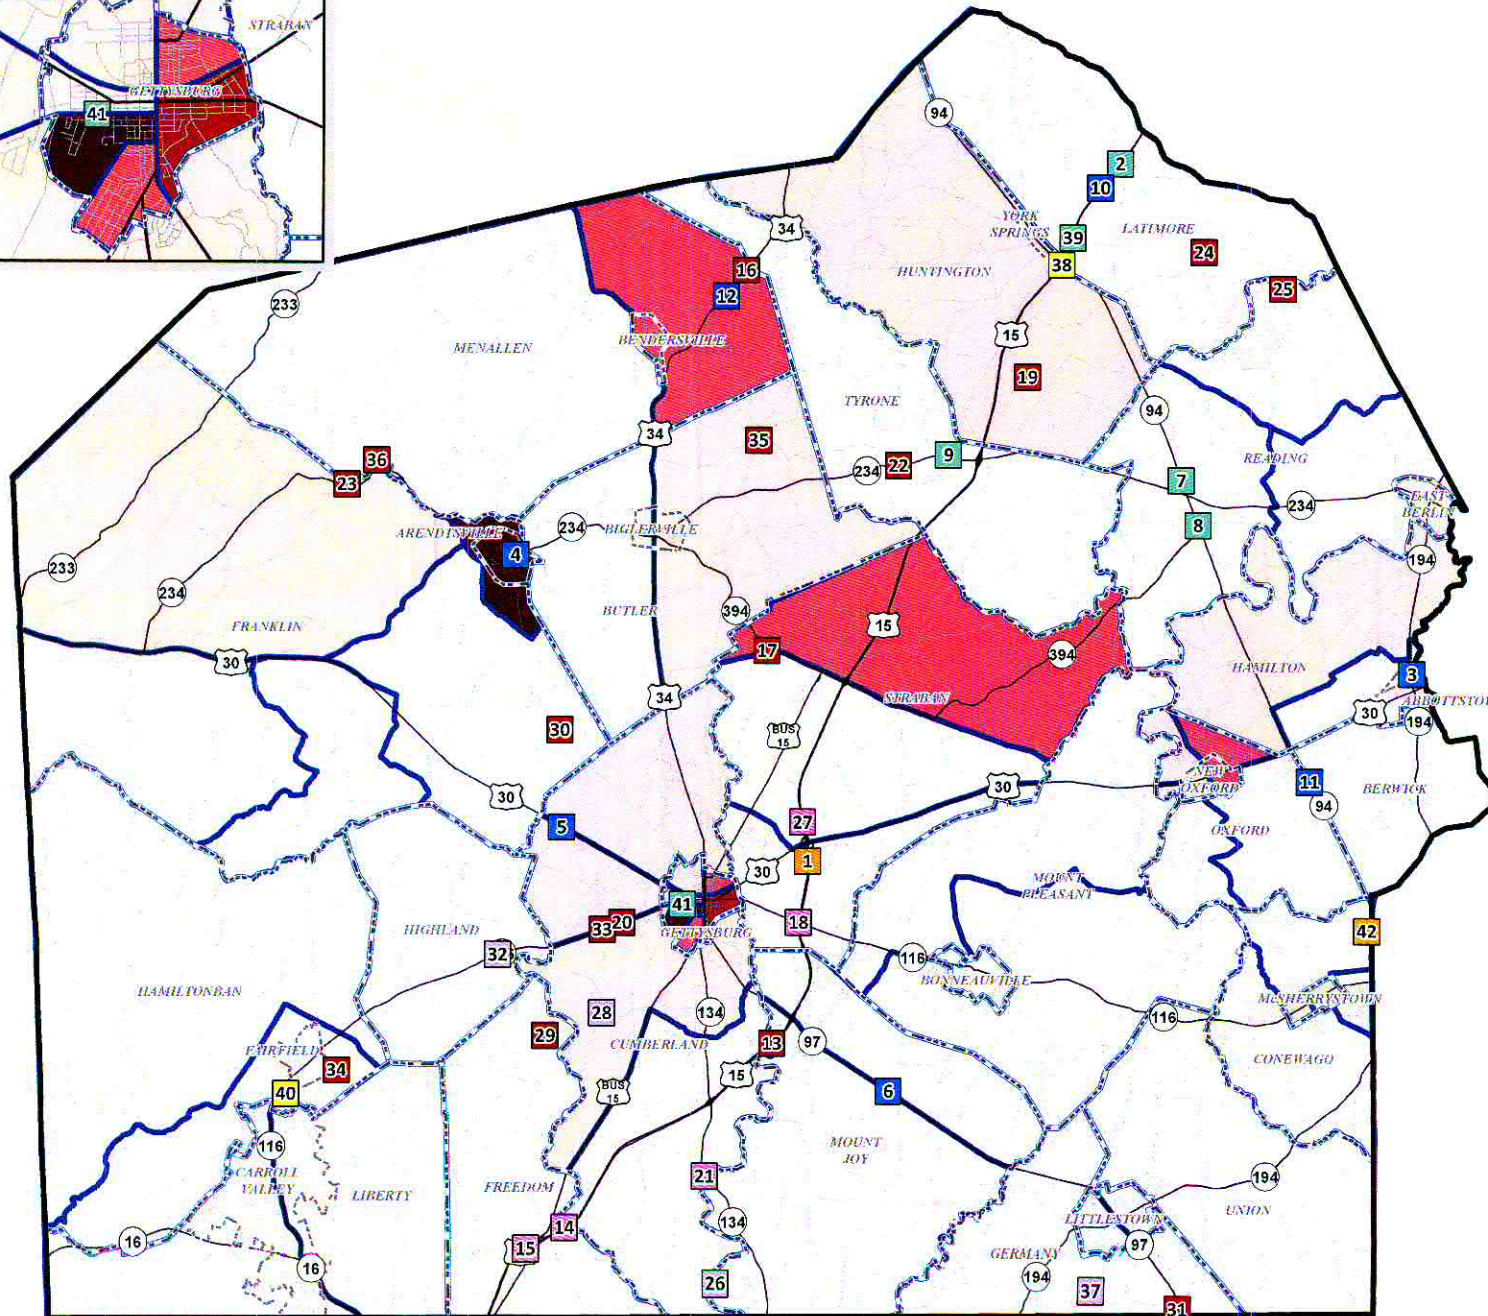 STRABAN
GETTYSBURG
41
94
2
10
YORK
SPRINGS
39
LATIMORE
34
HUNTINGTON
38
24
16
12
25
233
15
BENDERSVILLE
MENALLEN
19
TYRONE
94
34
35
36
234
22
9
READING
23
7
234
EAST
BERLIN
ARENDTSVILLE
234
BIGLERVILLE
8
4
194
233
234
394
BUTLER
15
FRANKLIN
17
394
30
HAMILTON
3
34
STRABAN
ABBOTTSTOW
30
194
30
BUS
15
NEW
OXFORD
11
30
30
BERWICK
94
5
27
OXFORD
1
30
MOUNT
PLEASANT
41
33
20
18
HIGHLAND
GETTYSBURG
42
32
116
BONNEAUVILLE
HAMILTONBAN
McSHERRYSTOWN
28
134
116
29
CUMBERLAND
13
97
FAIRFIELD
CONEWAGO
34
15
40
BUS
15
6
116
MOUNT
JOY
CARROLL
VALLEY
LIBERTY
FREEDOM
21
194
UNION
14
134
LITTLESTOWN
16
15
97
GERMANY
16
26
194
37
31